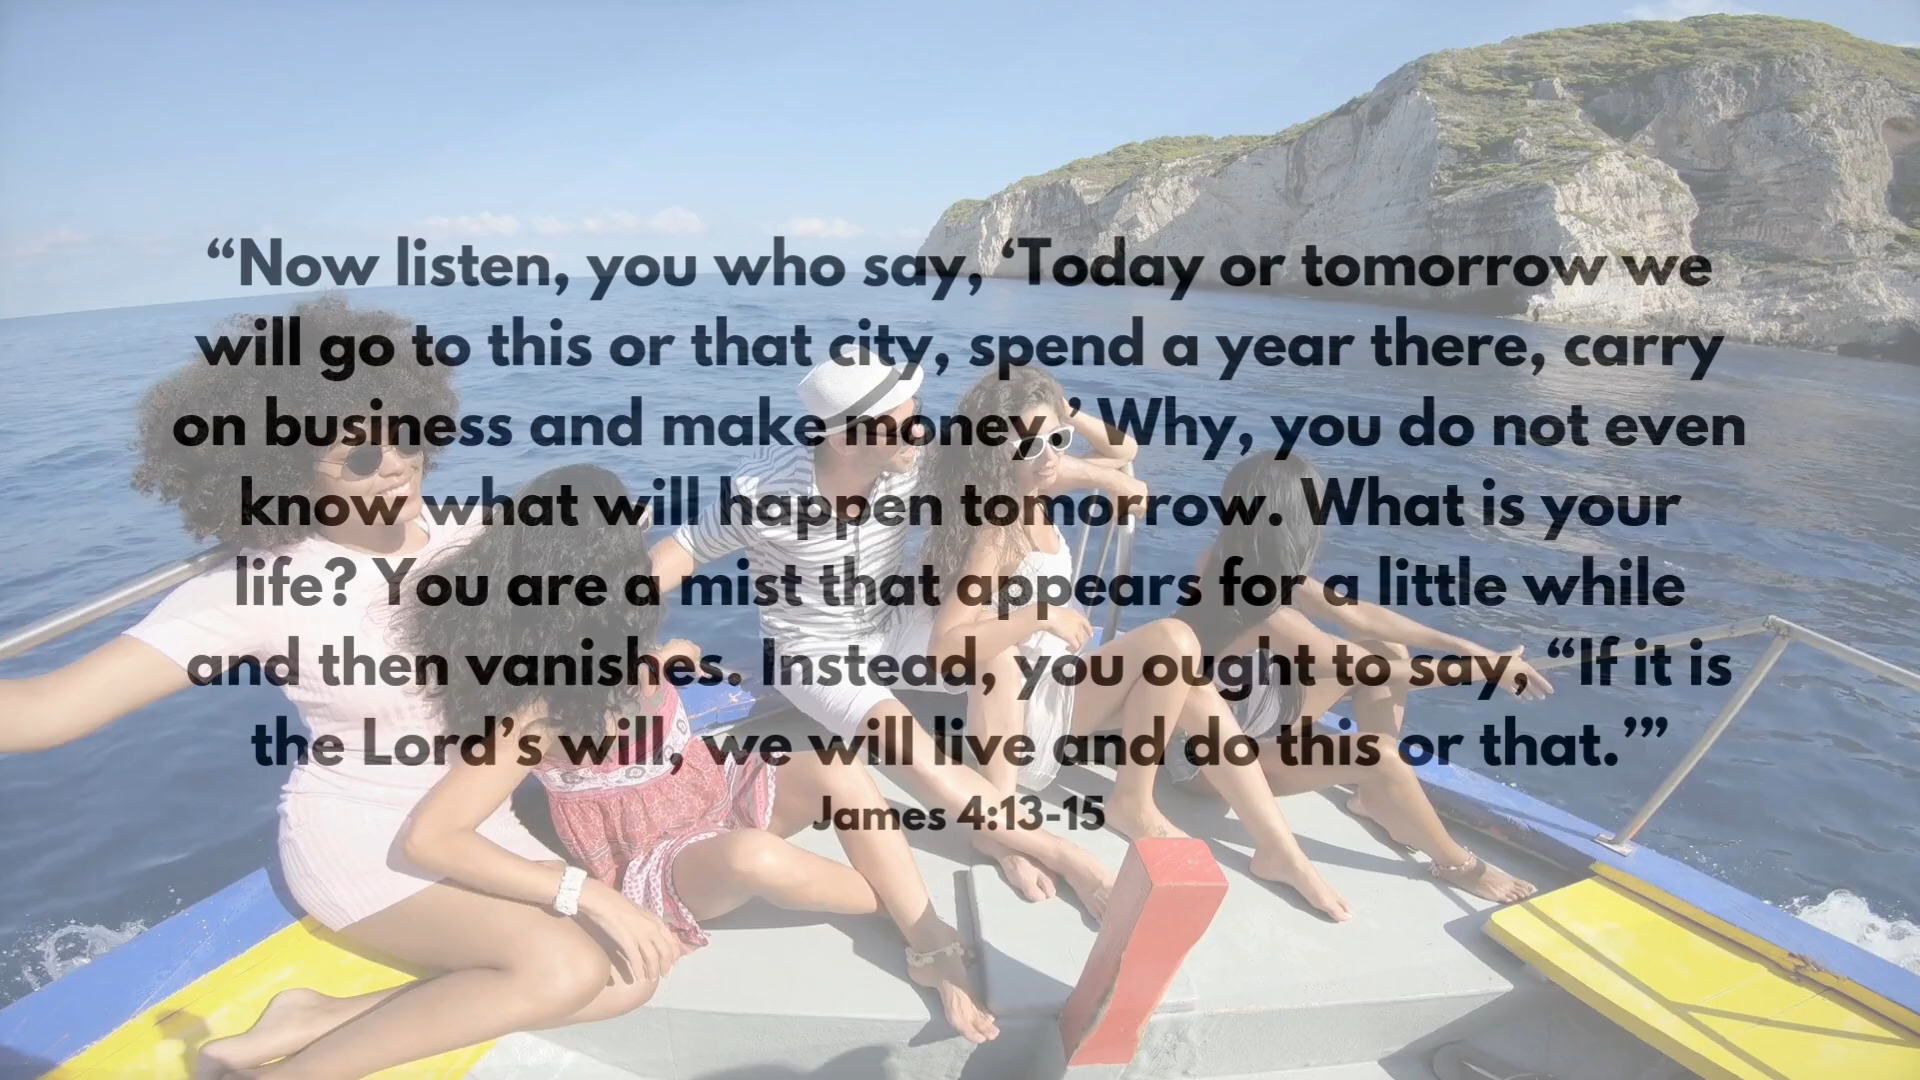 “Now listen, you who say, ‘Today or tomorrow we
will go to this or that city, spend a year there, carry
on business and make money.’ Why, you do not even
know what will happen tomorrow. What is your
life? You are a mist that appears for a little while
and then vanishes. Instead, you ought to say, “If it is
the Lord’s will, we will live and do this or that.’”
James 4:13-15